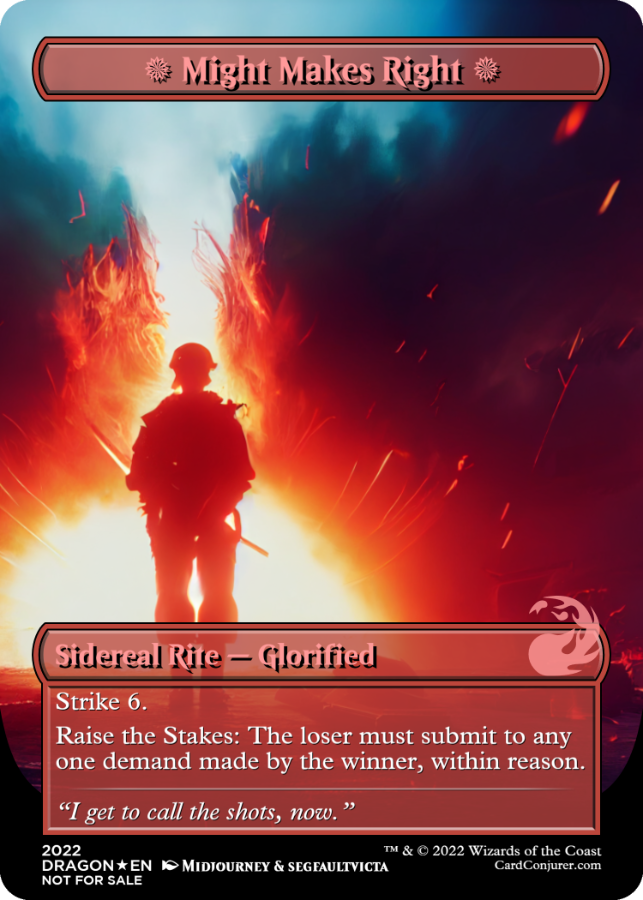 Might Makes Right
Sidereal Rite — Glorified
Strike 6.
Raise the Stakes: The loser must submit to any
one demand made by the winner, within reason.
“I get to call the shots, now.”
2022
DRAGON★EN Midjourney & segfaultvicta
NOT FOR SALE
™ & © 2022 Wizards of the Coast
CardConjurer.com